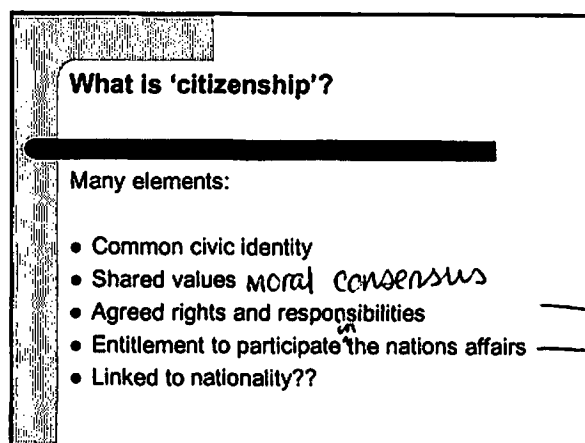 What is ‘citizenship’?
Many elements:
● Common civic identity
● Shared values moral consensus
● Agreed rights and responsibilities
● Entitlement to participate in the nations affairs
● Linked to nationality??